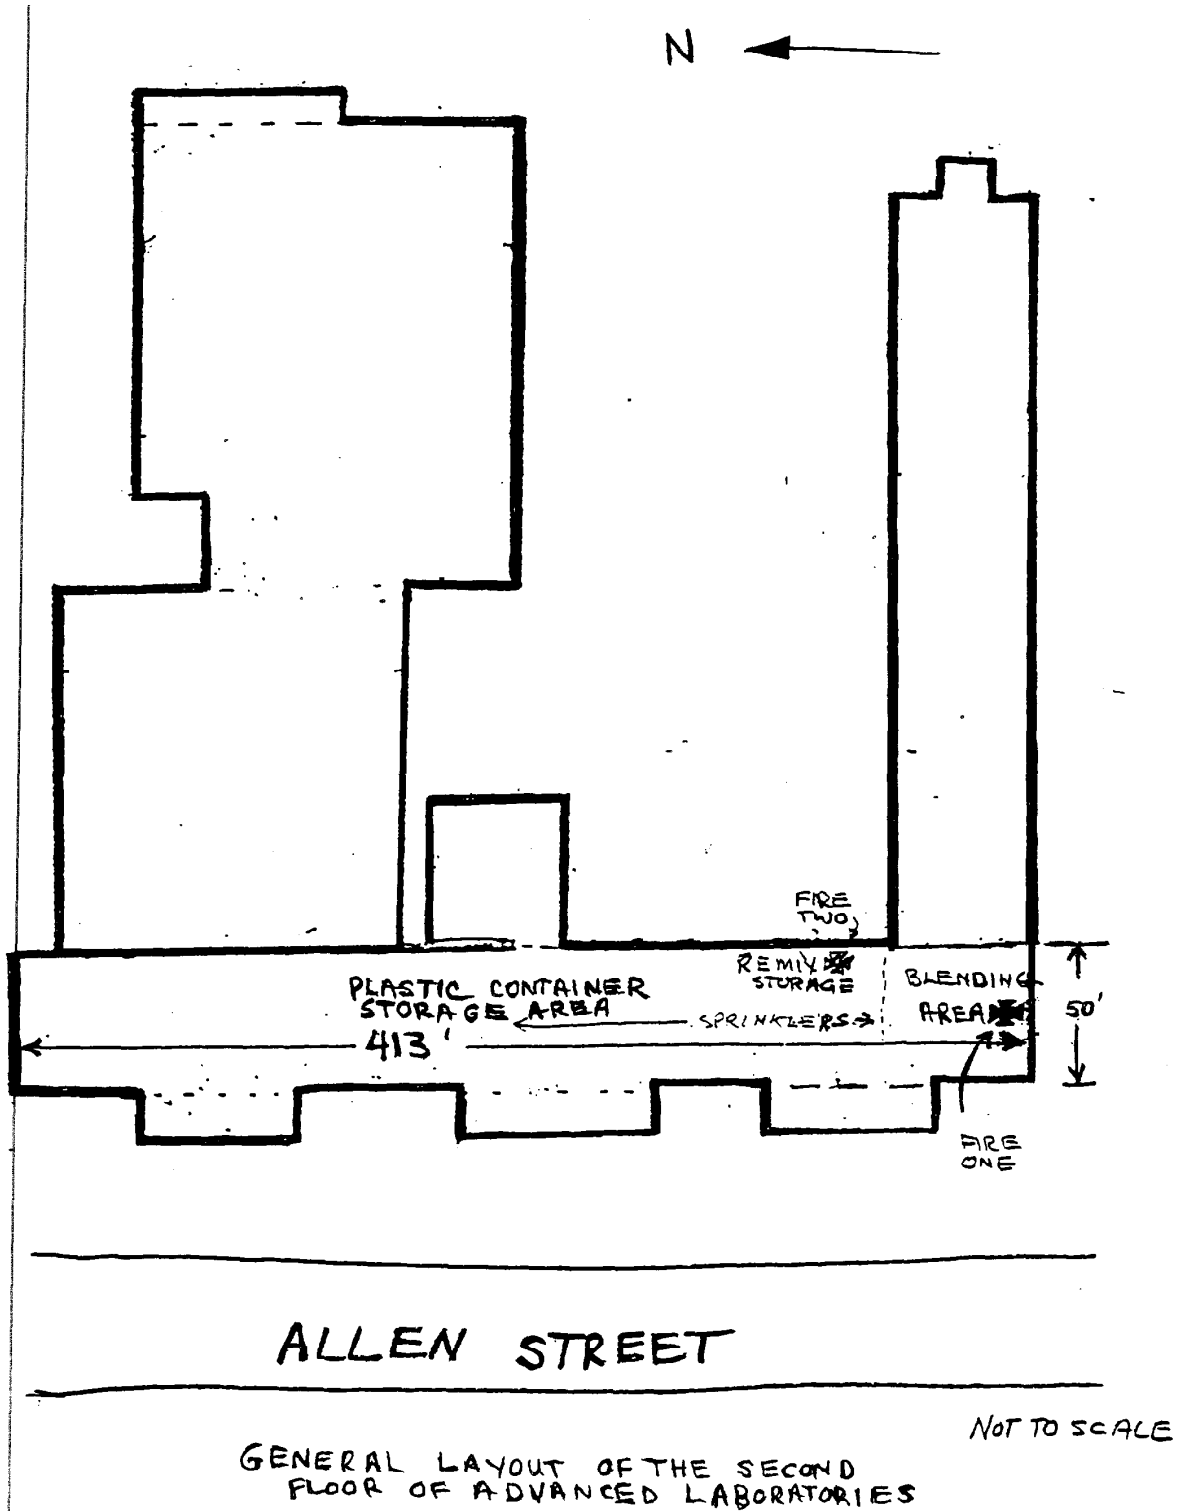 N
FIRE
TWO
REMIX
STORAGE
PLASTIC CONTAINER
STORAGE AREA
BLENDING
AREA
SPRINKLERS
50'
413'
FIRE
ONE
ALLEN STREET
NOT TO SCALE
GENERAL LAYOUT OF THE SECOND
FLOOR OF ADVANCED LABORATORIES